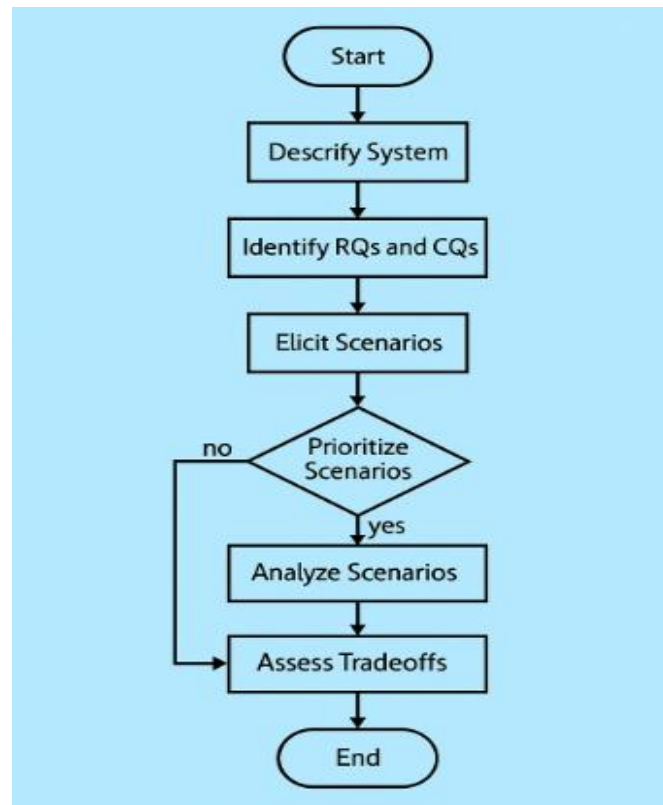 Start
Descrify System
Identify RQs and CQs
Elicit Scenarios
Prioritize
Scenarios
no
yes
Analyze Scenarios
Assess Tradeoffs
End